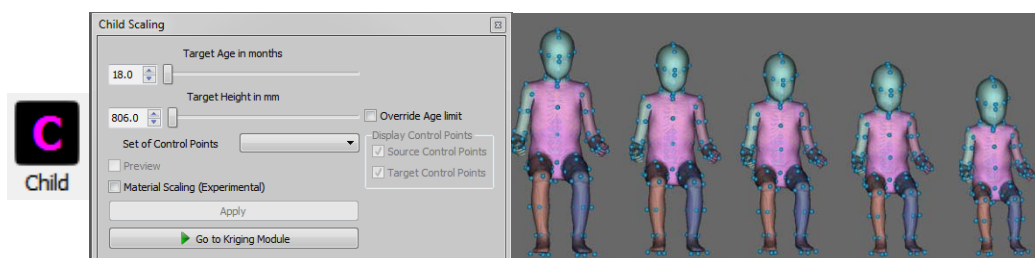 C
Child
Child Scaling
Target Age in months
18.0
Target Height in mm
806.0
Override Age limit
Set of Control Points
Display Control Points
Preview
Source Control Points
Material Scaling (Experimental)
Target Control Points
Apply
Go to Kriging Module